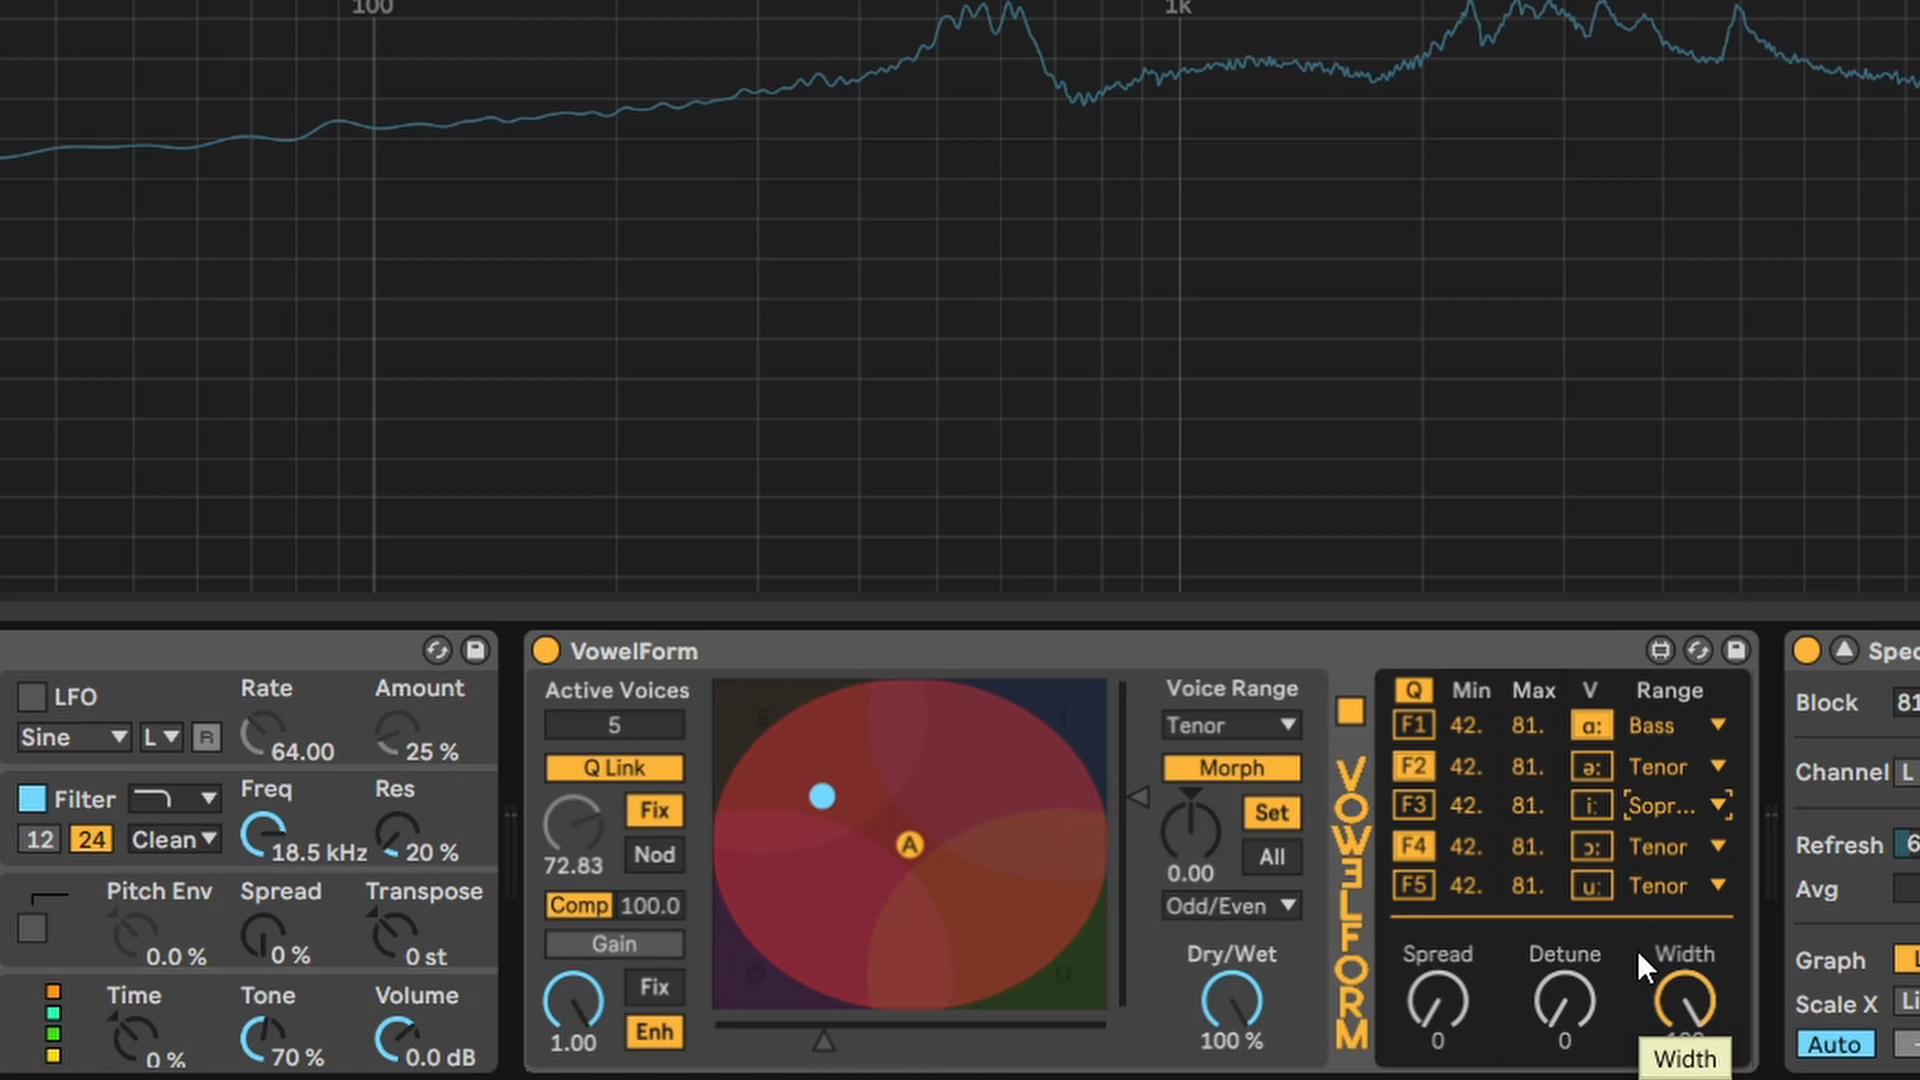 100
1k
LFO
Sine
L
R
Rate
64.00
Amount
25 %
Filter
12
24
Clean
Freq
18.5 kHz
Res
20 %
Pitch Env
0.0 %
Spread
0 %
Transpose
0 st
Time
0 %
Tone
70 %
Volume
0.0 dB
VowelForm
Active Voices
5
Q Link
72.83
Fix
Nod
Comp
100.0
Gain
1.00
Fix
Enh
E
I
A
O
U
Voice Range
Tenor
Morph
0.00
Set
All
Odd/Even
Dry/Wet
100 %
VOWELFORM
Q Min Max V Range
F1 42. 81. ɑ: Bass
F2 42. 81. ə: Tenor
F3 42. 81. i: Sopr...
F4 42. 81. ɔ: Tenor
F5 42. 81. u: Tenor
Spread
0
Detune
0
Width
Width
Block
Channel
L
Refresh
Avg
Graph
Scale X
Auto